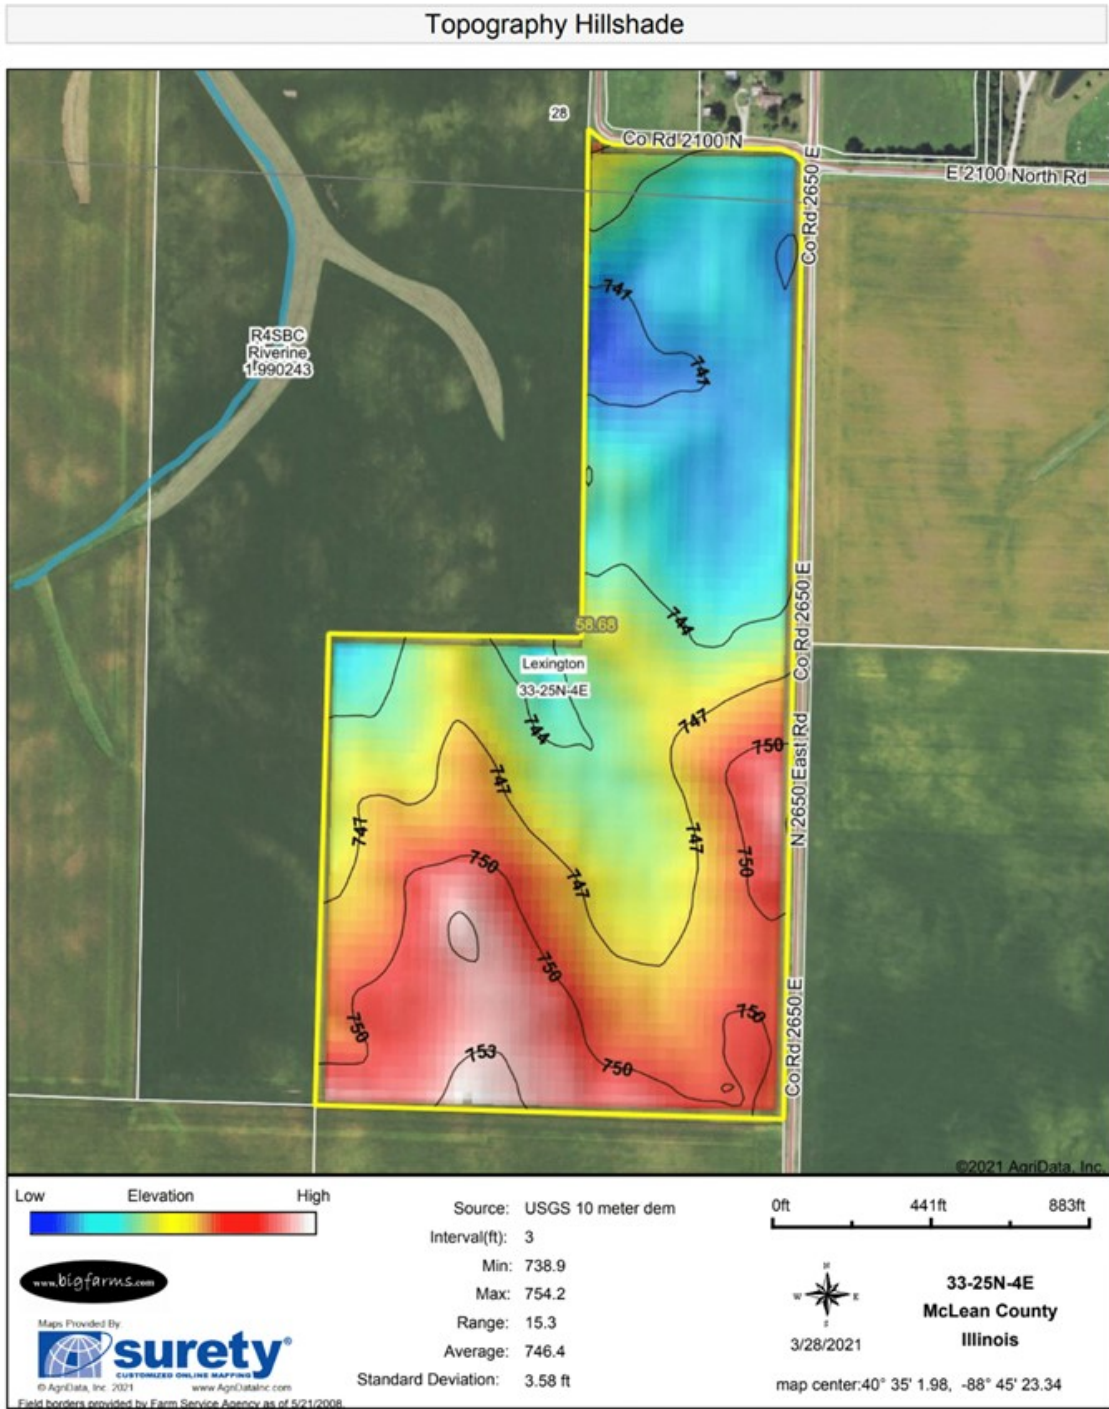 Topography Hillshade
28
Co Rd 2100 N
E 2100 North Rd
Co Rd 2650 E
741
R4SBC
Riverine
1.990243
741
Co Rd 2650 E
744
58.68
Lexington
33-25N-4E
744
747
750
N 2650 East Rd
747
747
747
750
750
747
750
750
750
Co Rd 2650 E
753
750
©2021 AgriData, Inc.
Low Elevation High
Source: USGS 10 meter dem
Interval(ft): 3
Min: 738.9
Max: 754.2
Range: 15.3
Average: 746.4
Standard Deviation: 3.58 ft
0ft 441ft 883ft
www.bigfarms.com
Maps Provided By:
surety®
CUSTOMIZED ONLINE MAPPING
© AgriData, Inc. 2021 www.AgriDataInc.com
Field borders provided by Farm Service Agency as of 5/21/2008.
N
W E
S
3/28/2021
33-25N-4E
McLean County
Illinois
map center:40° 35' 1.98, -88° 45' 23.34